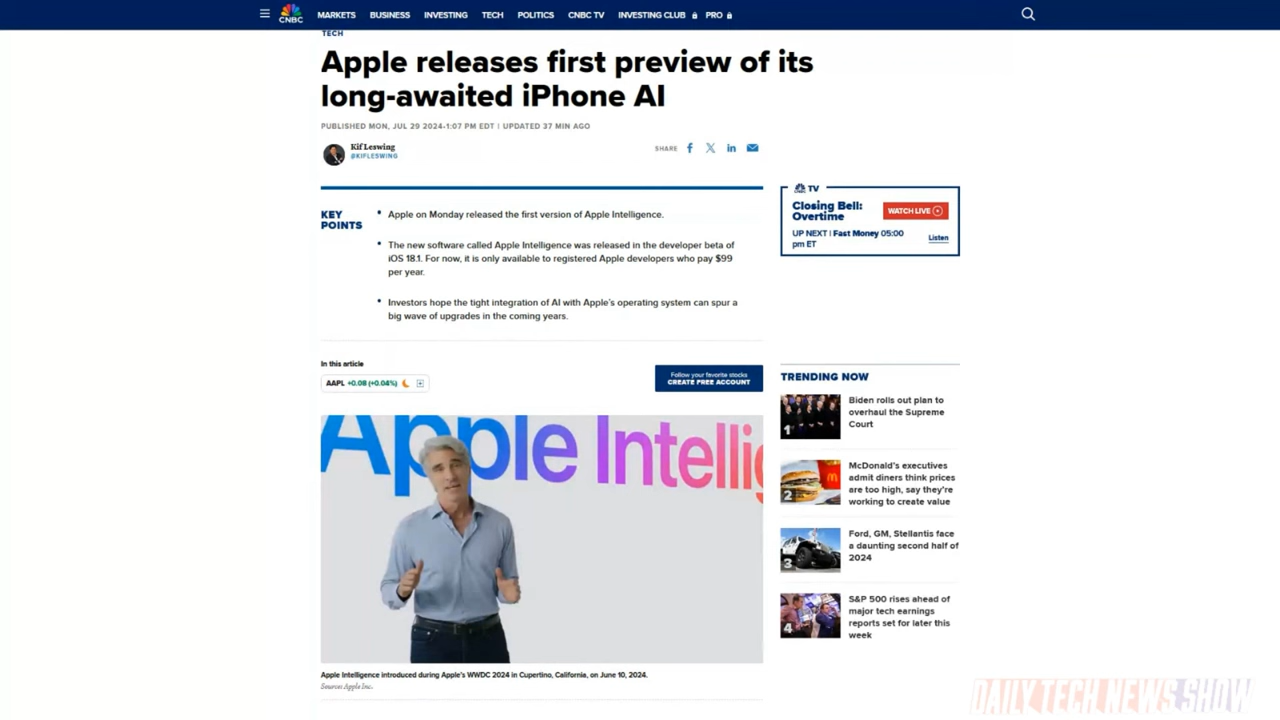 CNBC
MARKETS
BUSINESS
INVESTING
TECH
POLITICS
CNBC TV
INVESTING CLUB
PRO
TECH
Apple releases first preview of its
long-awaited iPhone AI
PUBLISHED MON, JUL 29 2024 1:07 PM EDT | UPDATED 37 MIN AGO
Kif Leswing
@KIFLESWING
SHARE
KEY
POINTS
Apple on Monday released the first version of Apple Intelligence.
The new software called Apple Intelligence was released in the developer beta of
iOS 18.1. For now, it is only available to registered Apple developers who pay $99
per year.
Investors hope the tight integration of AI with Apple's operating system can spur a
big wave of upgrades in the coming years.
TV
Closing Bell:
Overtime
WATCH LIVE
UP NEXT | Fast Money 05:00
pm ET
Listen
In this article
AAPL +0.08 (+0.04%)
Follow your favorite stocks
CREATE FREE ACCOUNT
Apple Intellig
Apple Intelligence introduced during Apple's WWDC 2024 in Cupertino, California, on June 10, 2024.
Source: Apple Inc.
TRENDING NOW
1
Biden rolls out plan to
overhaul the Supreme
Court
2
McDonald's executives
admit diners think prices
are too high, say they're
working to create value
3
Ford, GM, Stellantis face
a daunting second half of
2024
4
S&P 500 rises ahead of
major tech earnings
reports set for later this
week
DAILY TECH NEWS SHOW